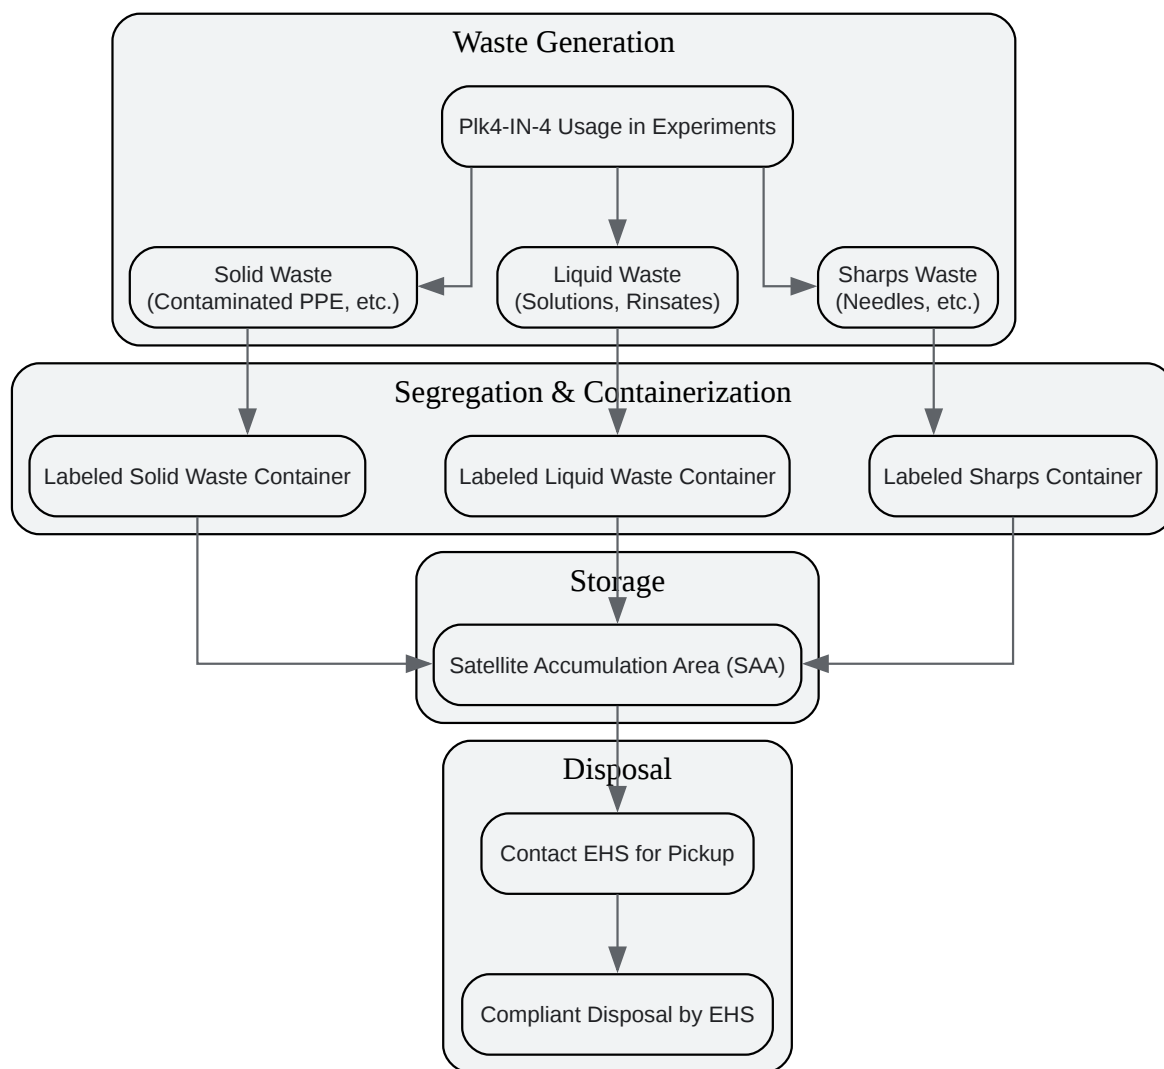 Waste Generation
Plk4-IN-4 Usage in Experiments
Solid Waste
(Contaminated PPE, etc.)
Liquid Waste
(Solutions, Rinsates)
Sharps Waste
(Needles, etc.)
Segregation & Containerization
Labeled Solid Waste Container
Labeled Liquid Waste Container
Labeled Sharps Container
Storage
Satellite Accumulation Area (SAA)
Disposal
Contact EHS for Pickup
Compliant Disposal by EHS